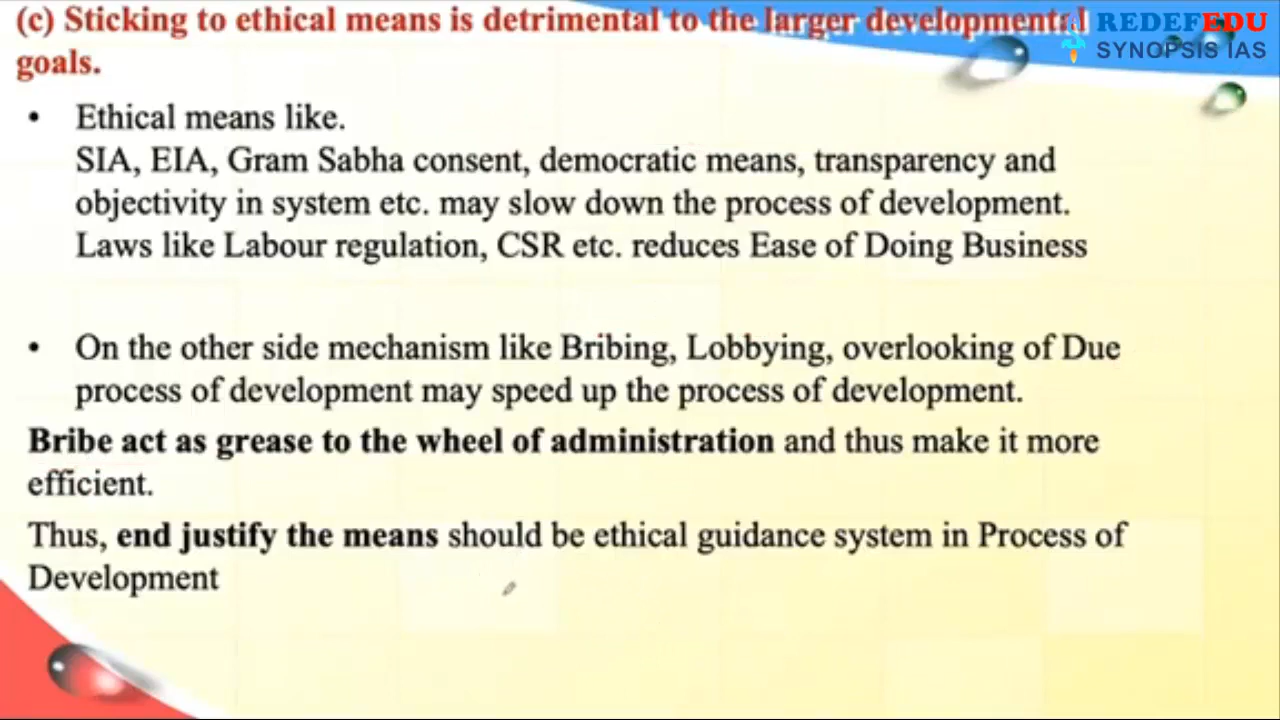 (c) Sticking to ethical means is detrimental to the larger developmental
goals.
REDEFEDU
SYNOPSIS IAS
• Ethical means like.
SIA, EIA, Gram Sabha consent, democratic means, transparency and
objectivity in system etc. may slow down the process of development.
Laws like Labour regulation, CSR etc. reduces Ease of Doing Business
• On the other side mechanism like Bribing, Lobbying, overlooking of Due
process of development may speed up the process of development.
Bribe act as grease to the wheel of administration and thus make it more
efficient.
Thus, end justify the means should be ethical guidance system in Process of
Development